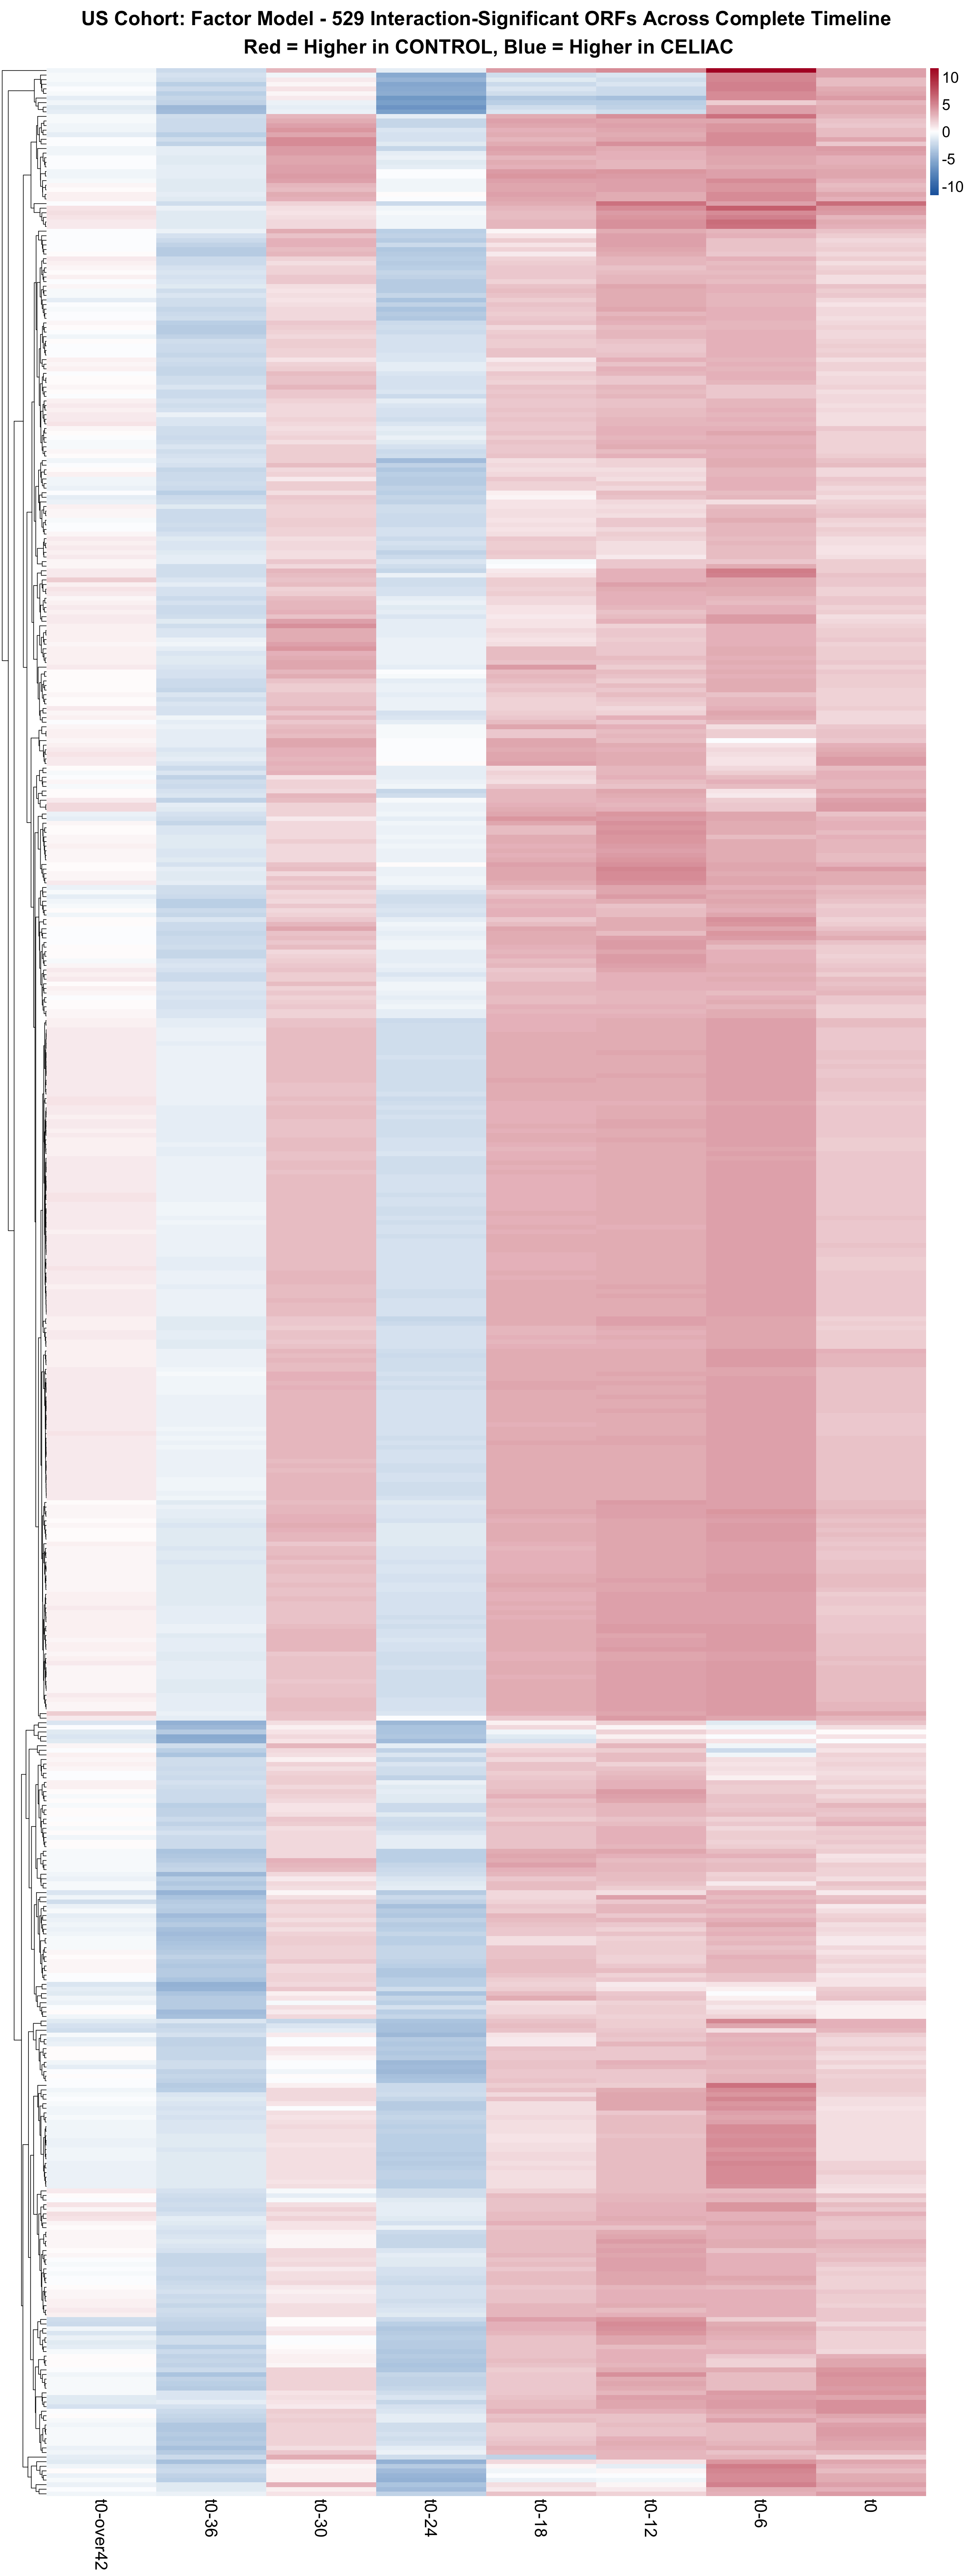 US Cohort: Factor Model - 529 Interaction-Significant ORFs Across Complete Timeline
Red = Higher in CONTROL, Blue = Higher in CELIAC
10
5
0
-5
-10
t0-over42
t0-36
t0-30
t0-24
t0-18
t0-12
t0-6
t0